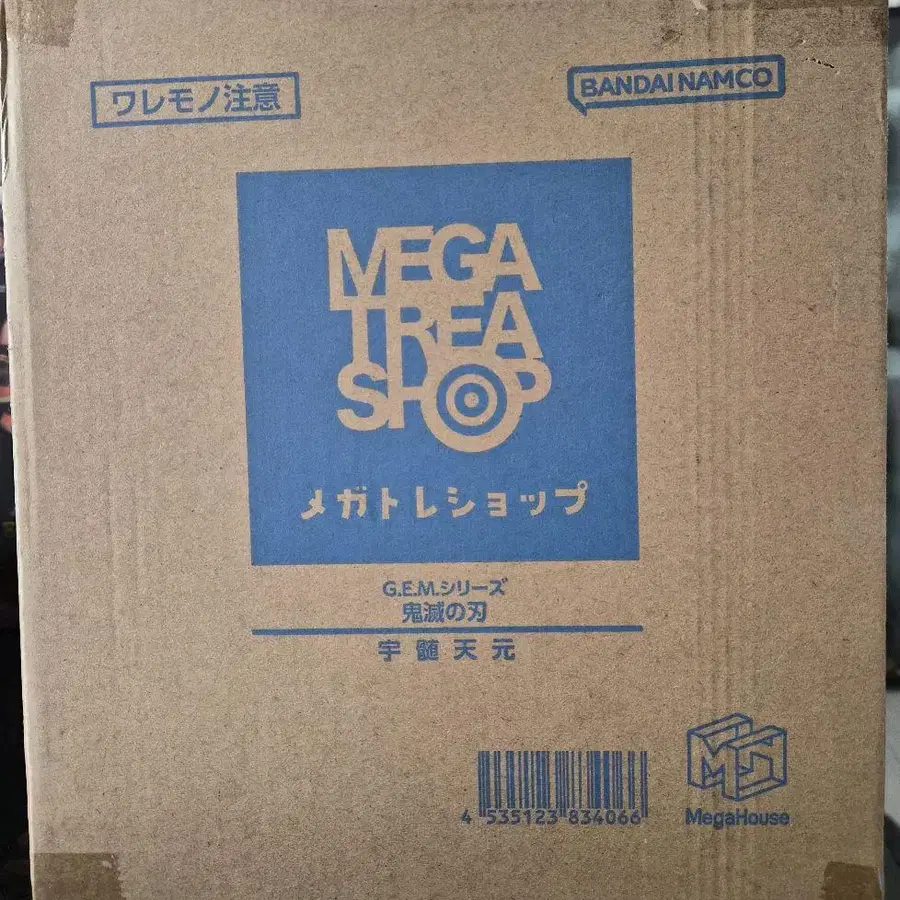 ワレモノ注意
BANDAI NAMCO
MEGA
TREA
SHOP
メガトレショップ
G.E.M.シリーズ
鬼滅の刃
宇髄天元
4 535123 834066
MegaHouse